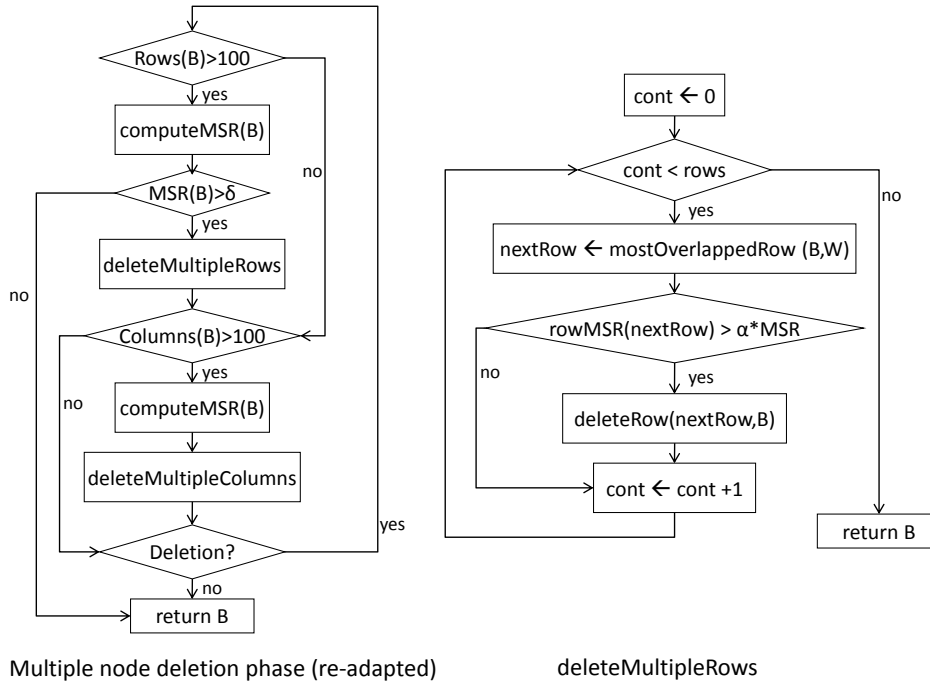 Rows(B)>100
yes
computeMSR(B)
no
MSR(B)>δ
yes
deleteMultipleRows
no
Columns(B)>100
yes
no
computeMSR(B)
deleteMultipleColumns
yes
Deletion?
no
return B
Multiple node deletion phase (re-adapted)
cont ← 0
cont < rows
no
yes
nextRow ← mostOverlappedRow (B,W)
rowMSR(nextRow) > α*MSR
no
yes
deleteRow(nextRow,B)
cont ← cont +1
return B
deleteMultipleRows